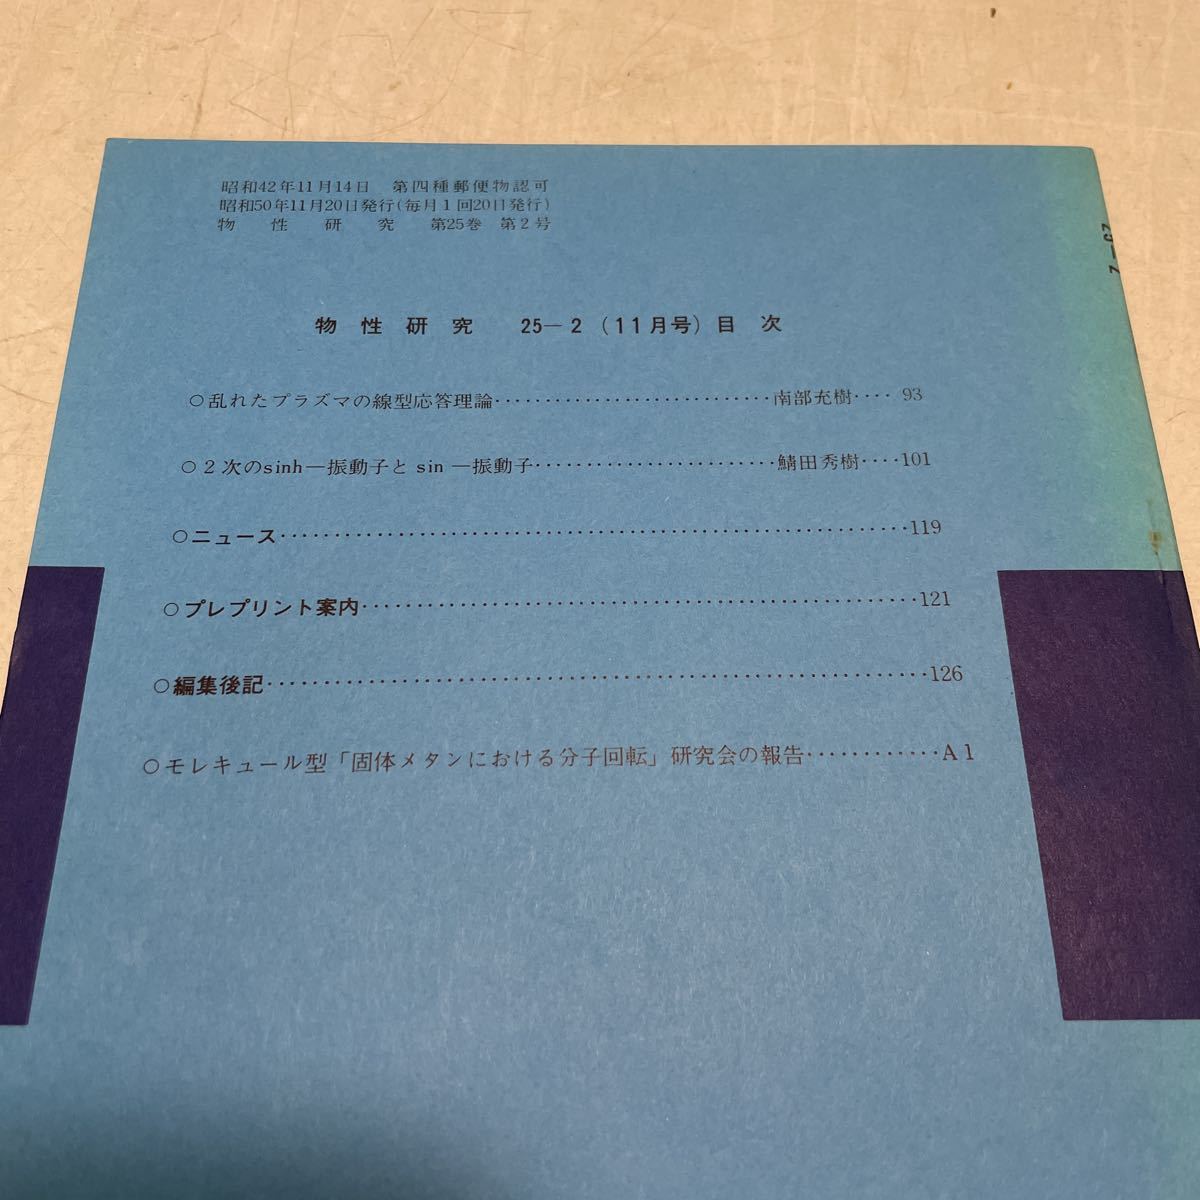 昭和42年11月14日 第四種郵便物認可
昭和50年11月20日発行(毎月1回20日発行)
物性研究 第25巻 第2号
25-2
物性研究 25-2 (11月号) 目次
○乱れたプラズマの線型応答理論…………………………南部充樹…… 93
○2次のsinh-振動子と sin -振動子………………………鯖田秀樹……101
○ニュース……………………………………………………119
○プレプリント案内…………………………………………121
○編集後記……………………………………………………126
○モレキュール型「固体メタンにおける分子回転」研究会の報告……………A1